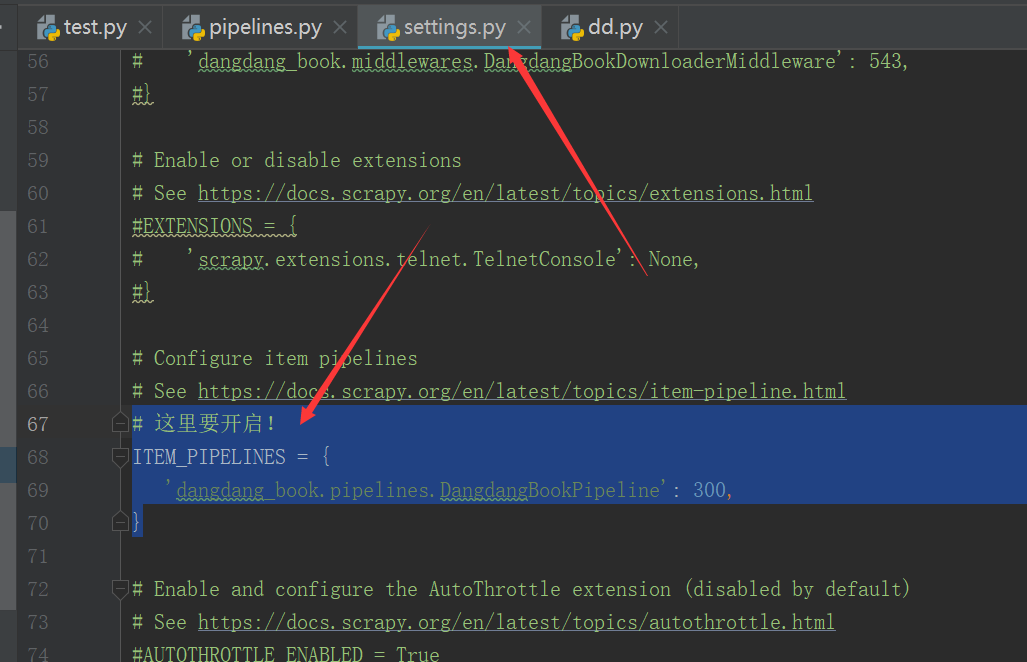 test.py pipelines.py settings.py dd.py
56 #    'dangdang_book.middlewares.DangdangBookDownloaderMiddleware': 543,
57 #}
58
59 # Enable or disable extensions
60 # See https://docs.scrapy.org/en/latest/topics/extensions.html
61 #EXTENSIONS = {
62 #    'scrapy.extensions.telnet.TelnetConsole': None,
63 #}
64
65 # Configure item pipelines
66 # See https://docs.scrapy.org/en/latest/topics/item-pipeline.html
67 # 这里要开启！
68 ITEM_PIPELINES = {
69    'dangdang_book.pipelines.DangdangBookPipeline': 300,
70 }
71
72 # Enable and configure the AutoThrottle extension (disabled by default)
73 # See https://docs.scrapy.org/en/latest/topics/autothrottle.html
74 #AUTOTHROTTLE_ENABLED = True